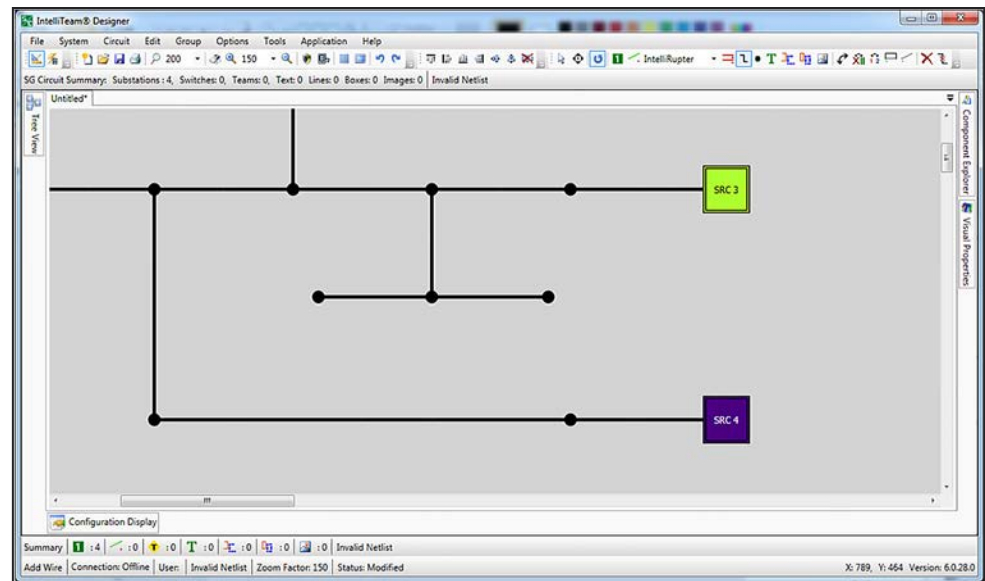 IntelliTeam® Designer
File System Circuit Edit Group Options Tools Application Help
200 150 IntelliRupter T
SG Circuit Summary: Substations : 4, Switches: 0, Teams: 0, Text: 0 Lines: 0 Boxes: 0 Images: 0 Invalid Netlist
Untitled*
Tree View
Component Explorer
Visual Properties
SRC 3
SRC 4
Configuration Display
Summary 1 :4 :0 T :0 T :0 :0 :0 :0 Invalid Netlist
Add Wire Connection: Offline User: Invalid Netlist Zoom Factor: 150 Status: Modified X: 789, Y: 464 Version: 6.0.28.0